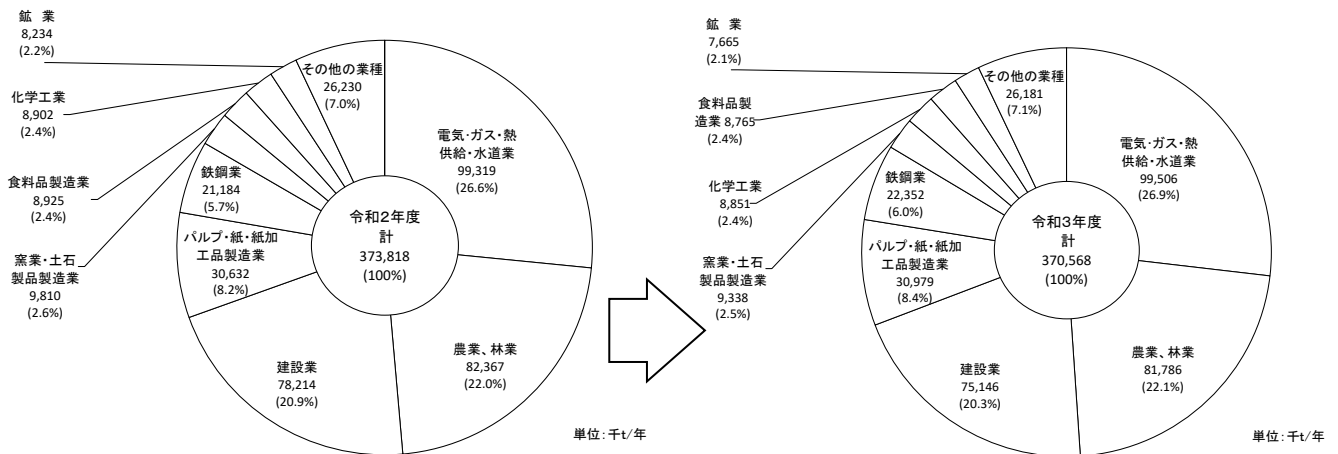 鉱 業
8,234
(2.2%)
化学工業
8,902
(2.4%)
食料品製造業
8,925
(2.4%)
窯業・土石
製品製造業
9,810
(2.6%)
その他の業種
26,230
(7.0%)
鉄鋼業
21,184
(5.7%)
パルプ・紙・紙加
工品製造業
30,632
(8.2%)
建設業
78,214
(20.9%)
電気・ガス・熱
供給・水道業
99,319
(26.6%)
農業、林業
82,367
(22.0%)
令和2年度
計
373,818
(100%)
単位:千t/年
鉱 業
7,665
(2.1%)
食料品製
造業 8,765
(2.4%)
化学工業
8,851
(2.4%)
窯業・土石
製品製造業
9,338
(2.5%)
その他の業種
26,181
(7.1%)
鉄鋼業
22,352
(6.0%)
パルプ・紙・紙加
工品製造業
30,979
(8.4%)
建設業
75,146
(20.3%)
電気・ガス・熱
供給・水道業
99,506
(26.9%)
農業、林業
81,786
(22.1%)
令和3年度
計
370,568
(100%)
単位:千t/年